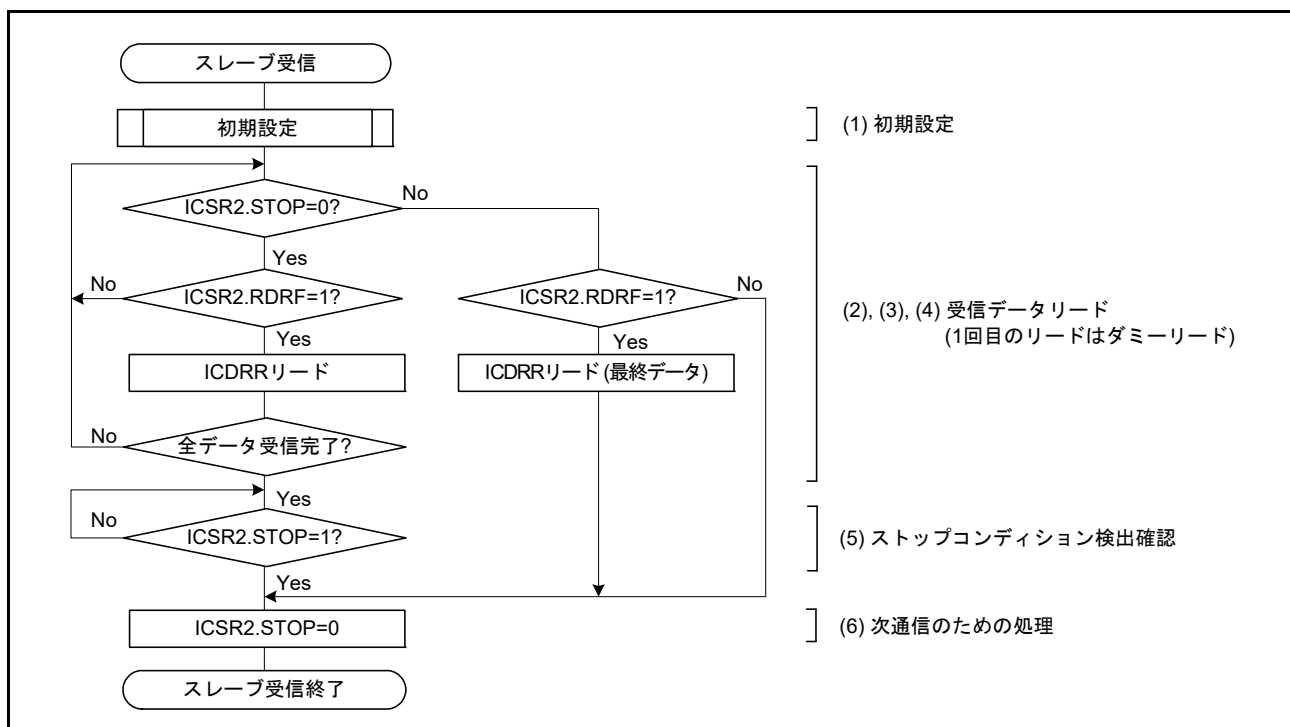 スレーブ受信
初期設定
(1) 初期設定
ICSR2.STOP=0?
No
Yes
No
ICSR2.RDRF=1?
ICSR2.RDRF=1?
No
(2), (3), (4) 受信データリード
(1回目のリードはダミーリード)
Yes
Yes
ICDRRリード
ICDRRリード (最終データ)
No
全データ受信完了?
Yes
No
ICSR2.STOP=1?
(5) ストップコンディション検出確認
Yes
ICSR2.STOP=0
(6) 次通信のための処理
スレーブ受信終了